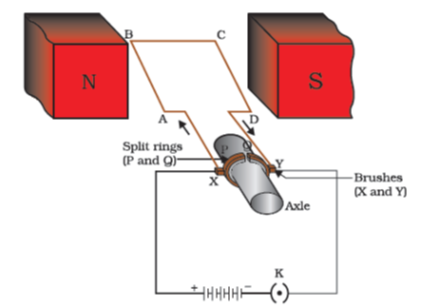 B
C
N
S
A
D
Split rings
(P and Q)
P
Q
X
Y
Brushes
(X and Y)
Axle
K
+
−